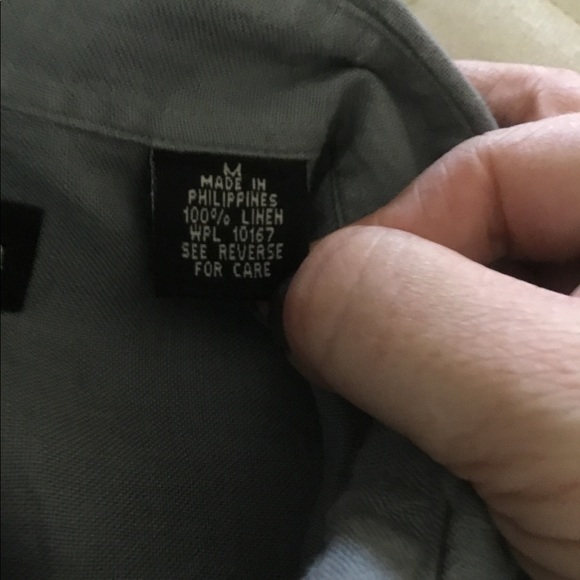 M
MADE IN
PHILIPPINES
100% LINEN
WPL 10167
SEE REVERSE
FOR CARE